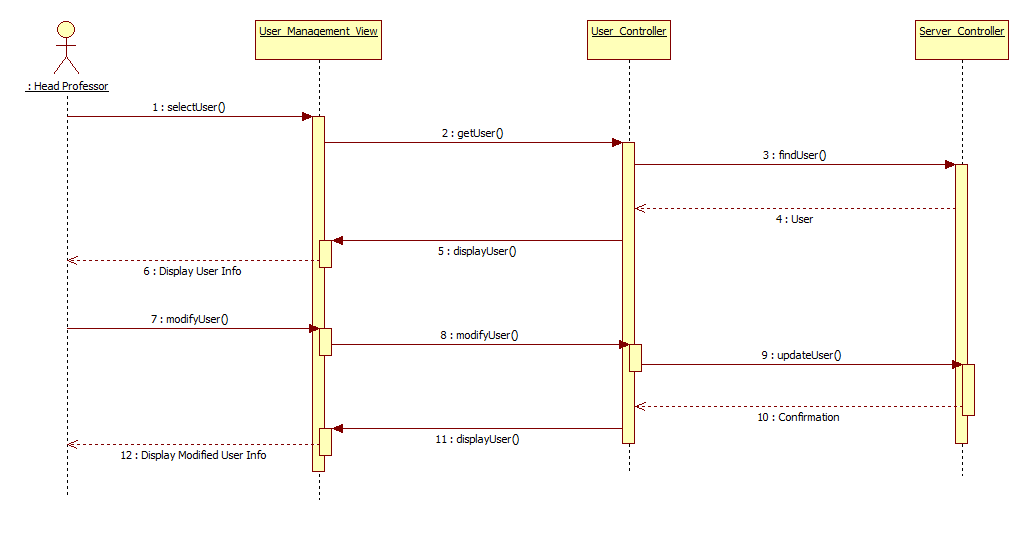 User_Management_View
User_Controller
Server_Controller
: Head Professor
1 : selectUser()
2 : getUser()
3 : findUser()
4 : User
5 : displayUser()
6 : Display User Info
7 : modifyUser()
8 : modifyUser()
9 : updateUser()
10 : Confirmation
11 : displayUser()
12 : Display Modified User Info